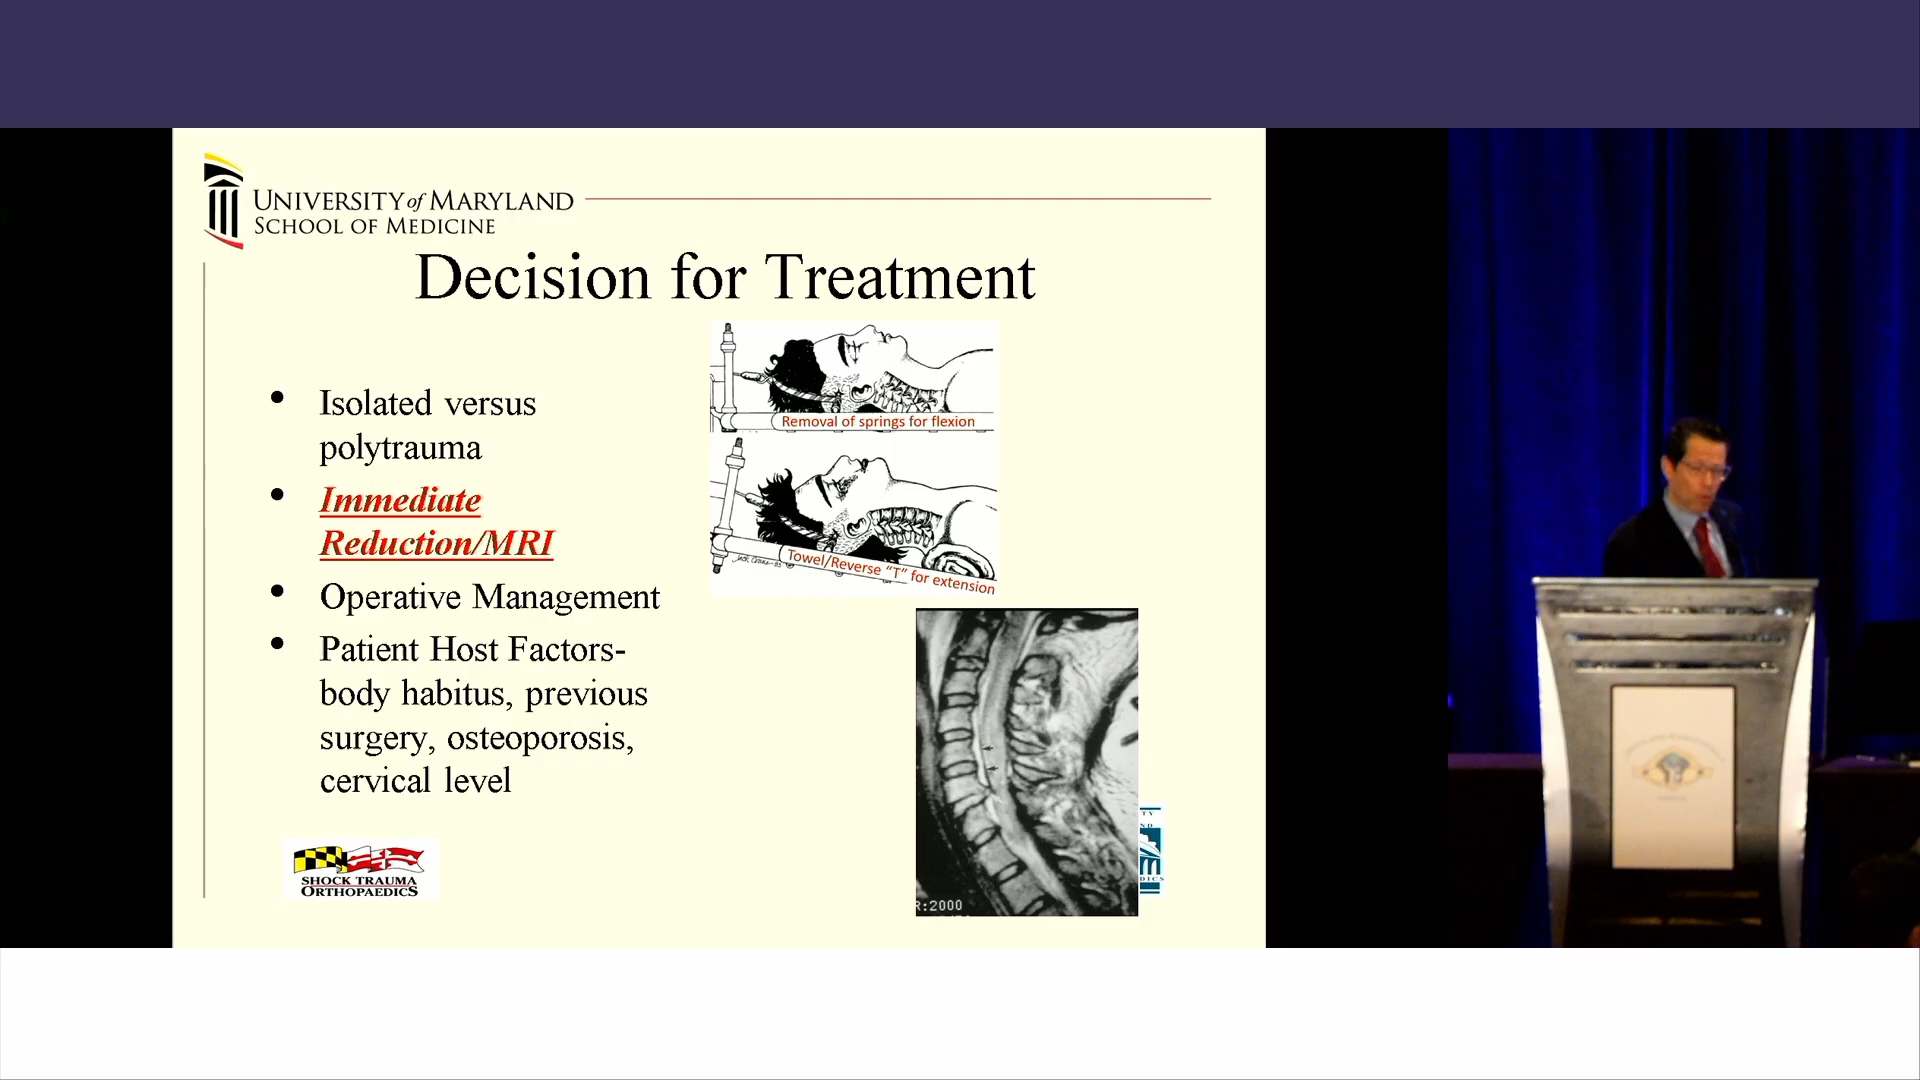 UNIVERSITY of MARYLAND
SCHOOL OF MEDICINE
Decision for Treatment
• Isolated versus
polytrauma
• Immediate
Reduction/MRI
• Operative Management
• Patient Host Factors-
body habitus, previous
surgery, osteoporosis,
cervical level
Removal of springs for flexion
Towel/Reverse “T” for extension
R:2000
SHOCK TRAUMA
ORTHOPAEDICS